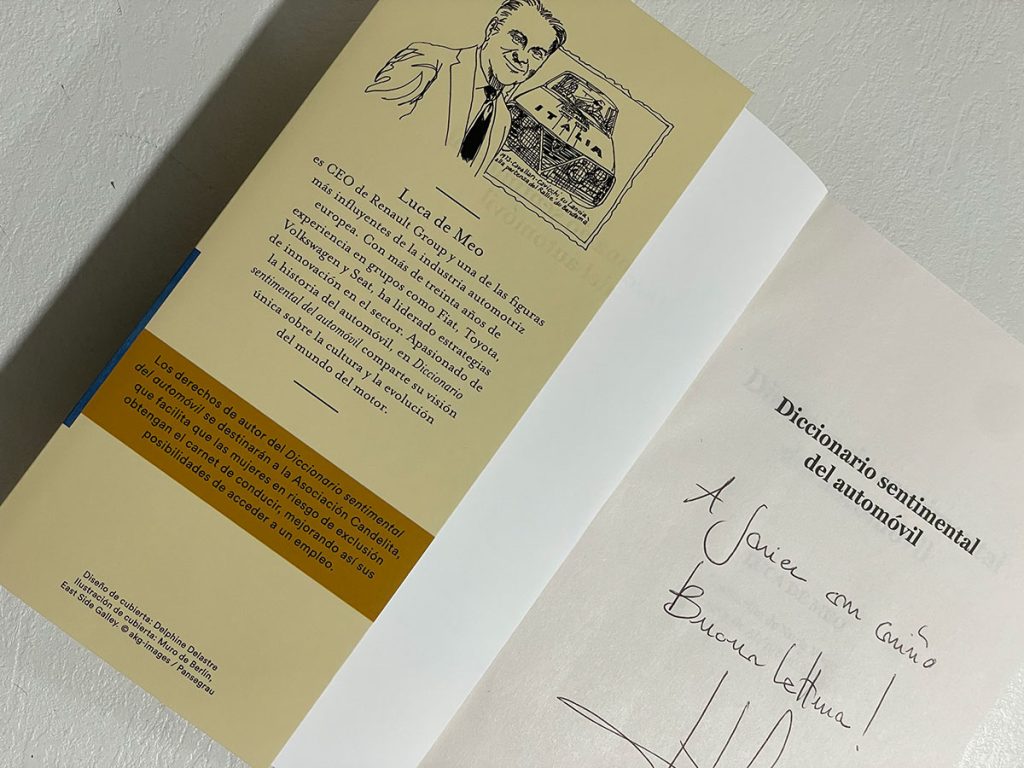 ITALIA
Luca de Meo
es CEO de Renault Group y una de las figuras
más influyentes de la industria automotriz
europea. Con más de treinta años de
experiencia en grupos como Fiat, Toyota,
Volkswagen y Seat, ha liderado estrategias
de innovación en el sector. Apasionado de
la historia del automóvil, en Diccionario
sentimental del automóvil comparte su visión
única sobre la cultura y la evolución
del mundo del motor.
Los derechos de autor del Diccionario sentimental
del automóvil se destinarán a la Asociación Candelita,
que facilita que las mujeres en riesgo de exclusión
obtengan el carnet de conducir, mejorando así sus
posibilidades de acceder a un empleo.
Diseño de cubierta: Delphine Delastre
Ilustración de cubierta: Muro de Berlín,
East Side Galley. © akg-images / Pansegrau
Diccionario sentimental
del automóvil
A Javier con cariño
Buona lettura!